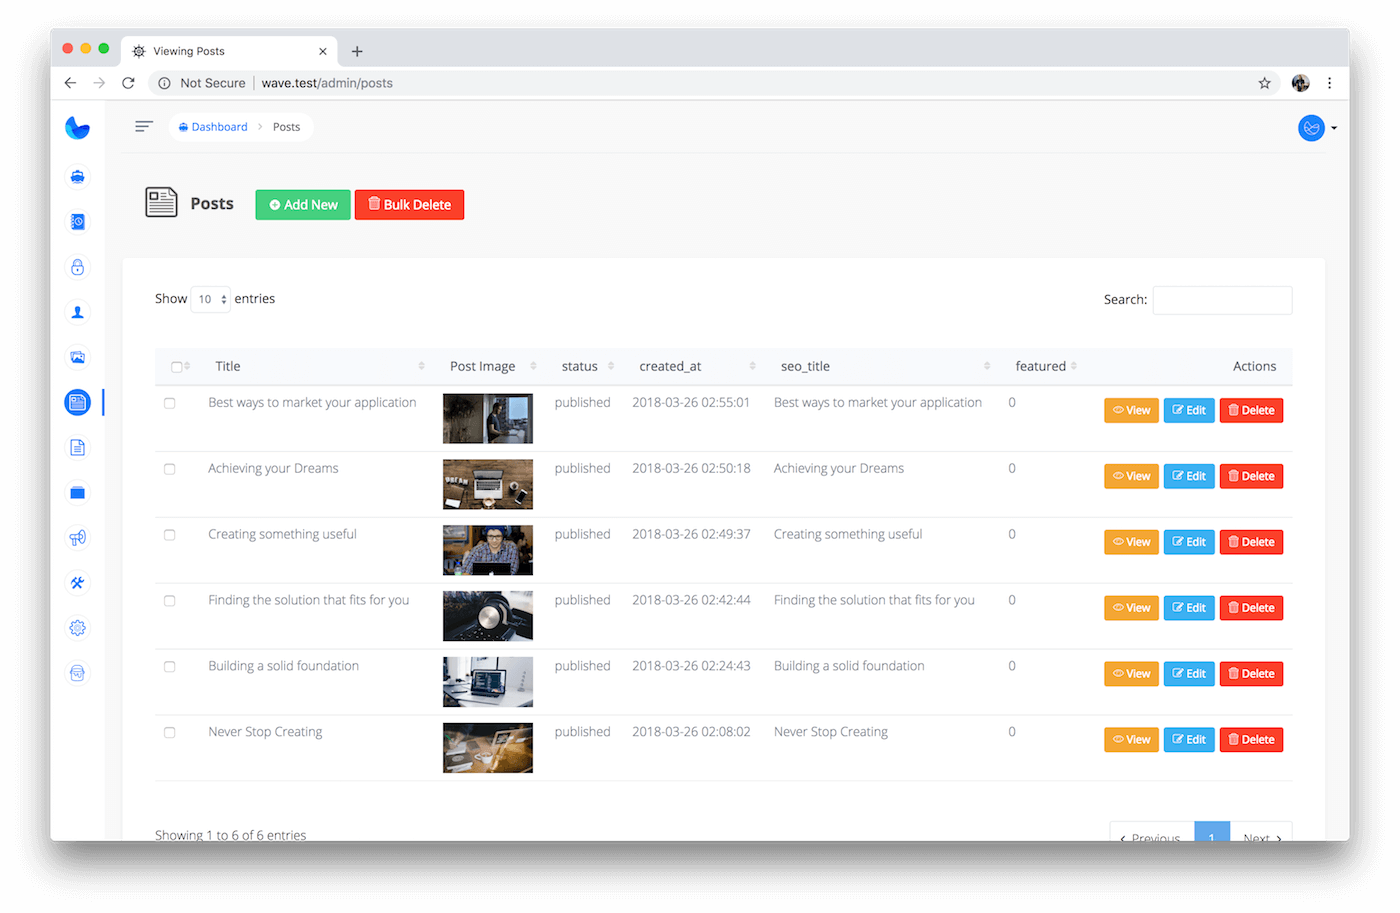 Viewing Posts
Not Secure | wave.test/admin/posts
Dashboard > Posts
Posts Add New Bulk Delete
Show 10 entries Search:
Title Post Image status created_at seo_title featured Actions
Best ways to market your application published 2018-03-26 02:55:01 Best ways to market your application 0 View Edit Delete
Achieving your Dreams published 2018-03-26 02:50:18 Achieving your Dreams 0 View Edit Delete
Creating something useful published 2018-03-26 02:49:37 Creating something useful 0 View Edit Delete
Finding the solution that fits for you published 2018-03-26 02:42:44 Finding the solution that fits for you 0 View Edit Delete
Building a solid foundation published 2018-03-26 02:24:43 Building a solid foundation 0 View Edit Delete
Never Stop Creating published 2018-03-26 02:08:02 Never Stop Creating 0 View Edit Delete
Showing 1 to 6 of 6 entries ‹ Previous 1 Next ›